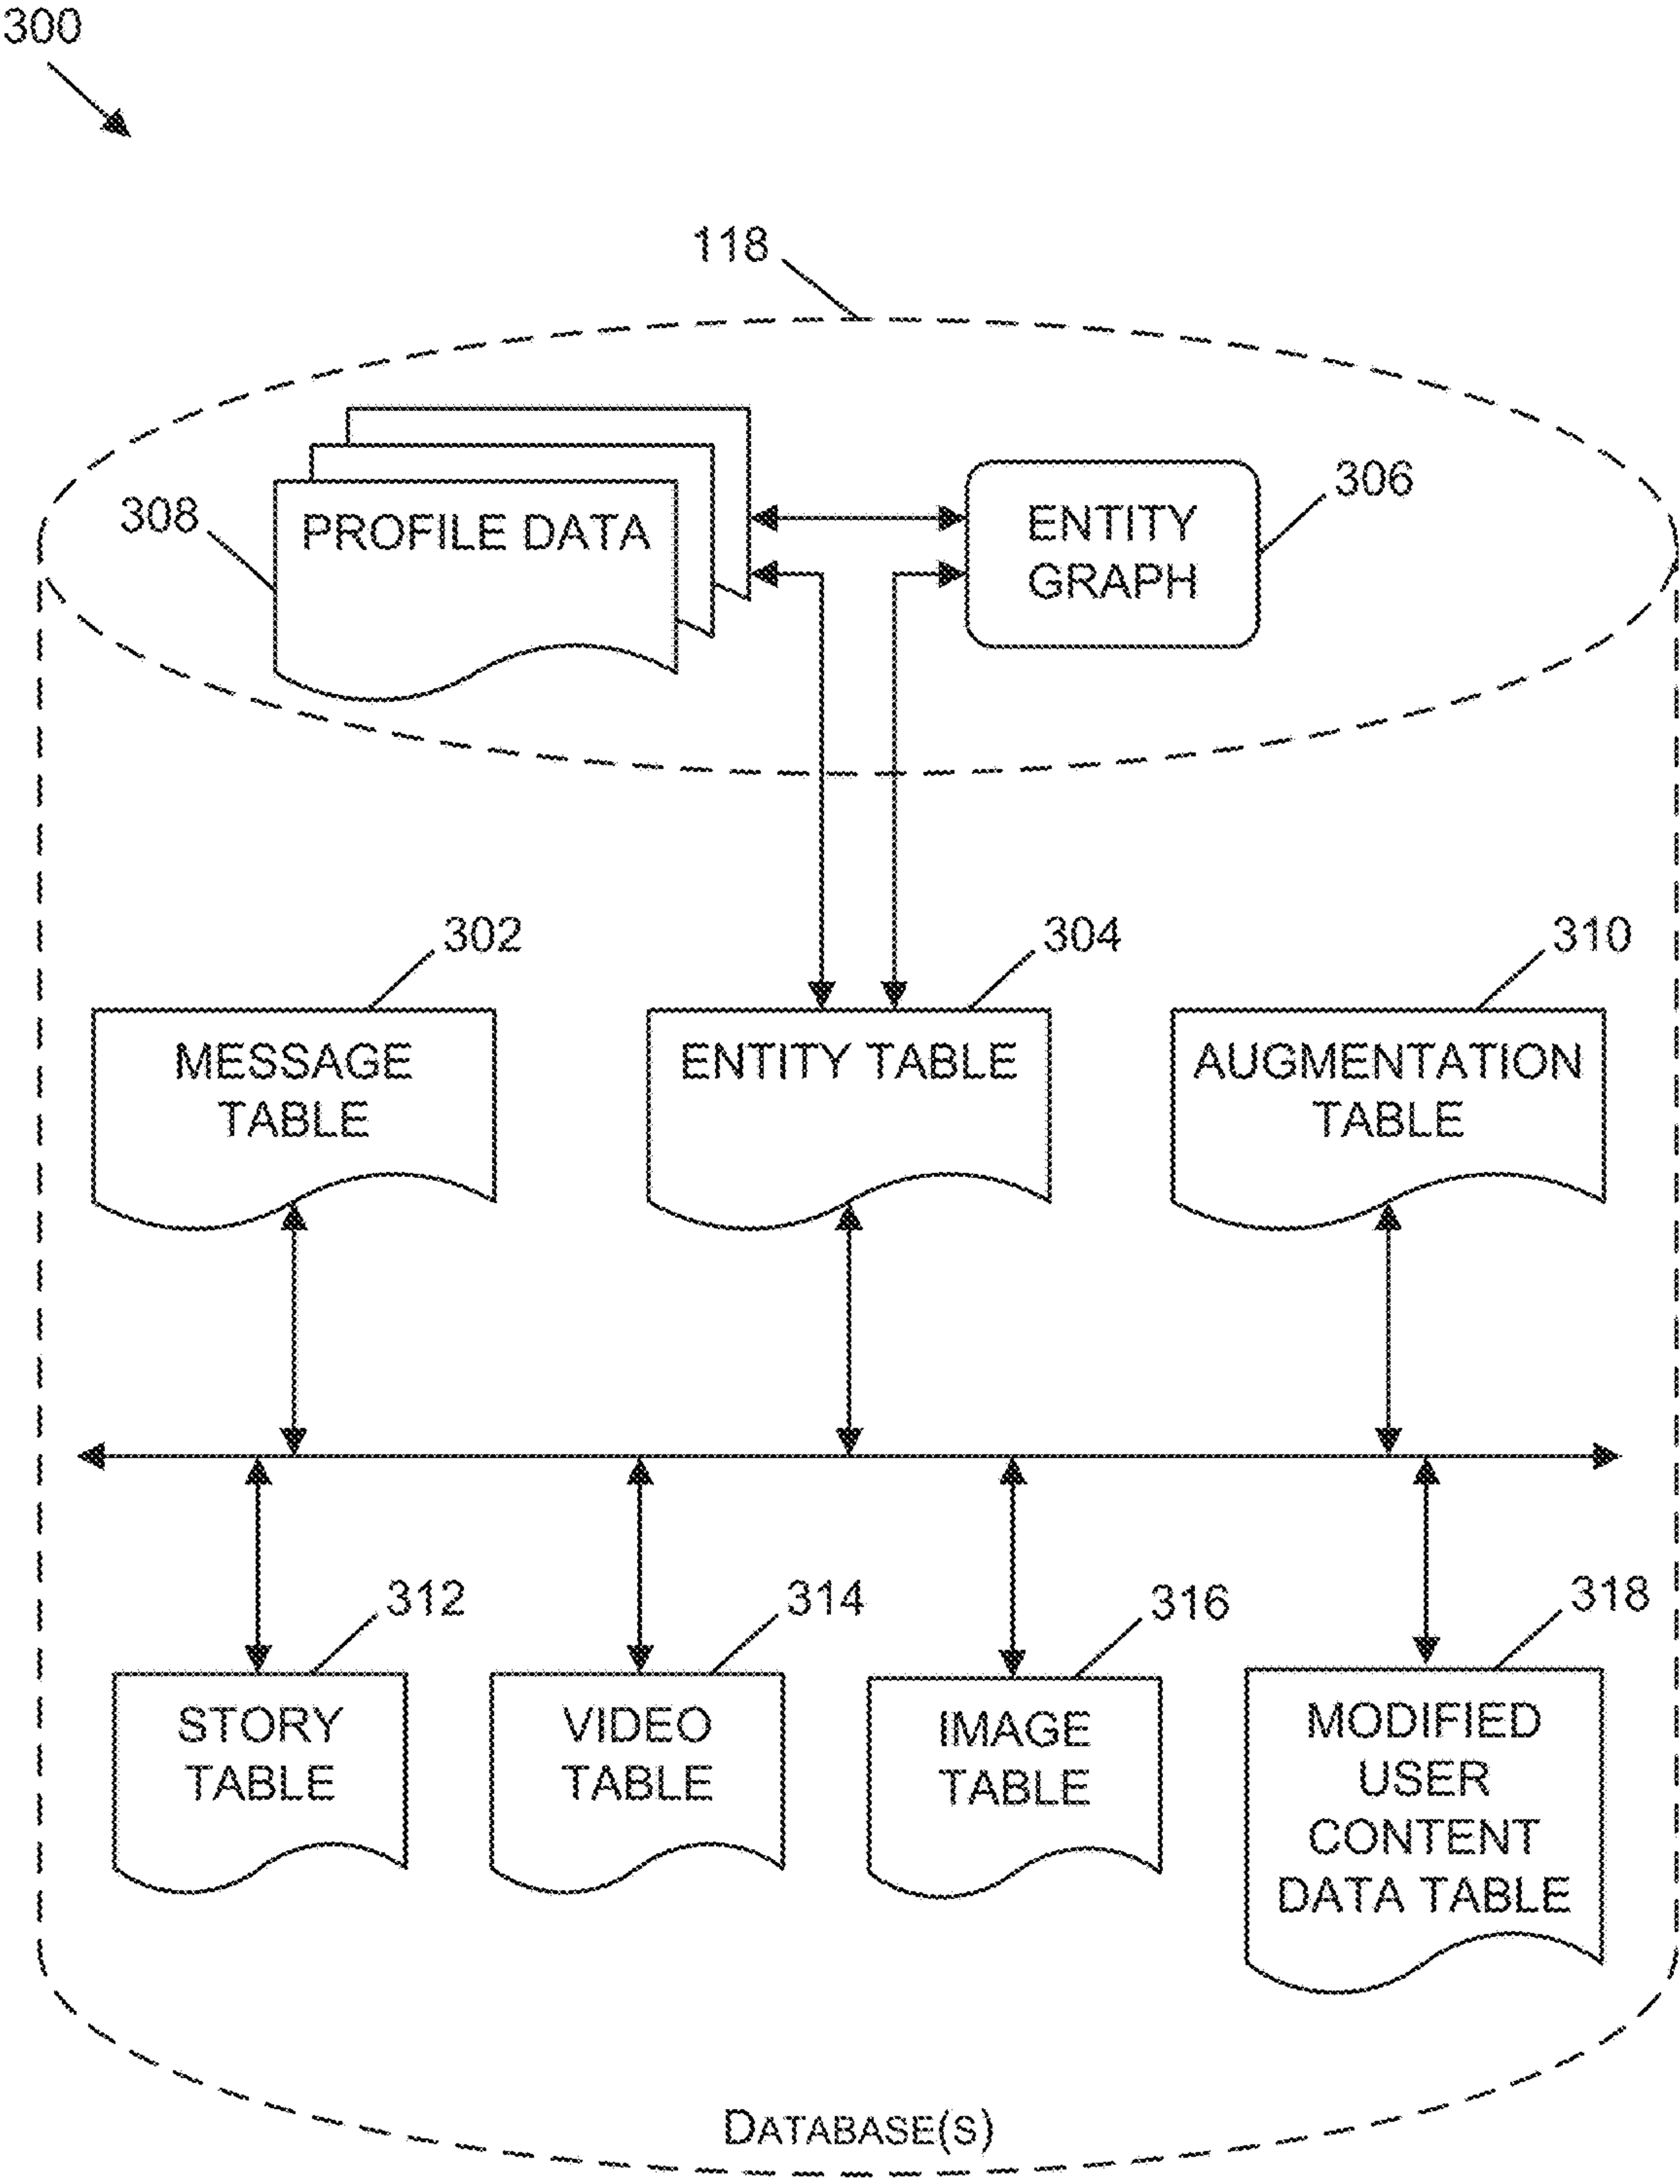 300
118
308
PROFILE DATA
ENTITY
GRAPH
306
302
304
310
MESSAGE
TABLE
ENTITY TABLE
AUGMENTATION
TABLE
312
314
316
318
STORY
TABLE
VIDEO
TABLE
IMAGE
TABLE
MODIFIED
USER
CONTENT
DATA TABLE
DATABASE(S)